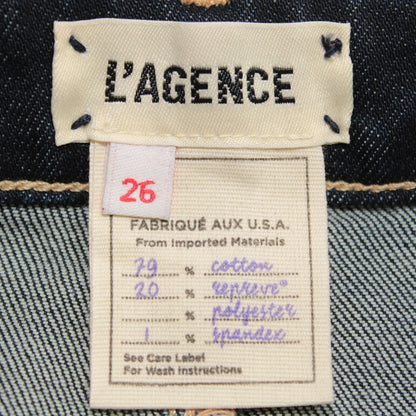 L'AGENCE
26
FABRIQUÉ AUX U.S.A.
From Imported Materials
79 % cotton
20 % repreve®
% polyester
1 % spandex
See Care Label
For Wash Instructions